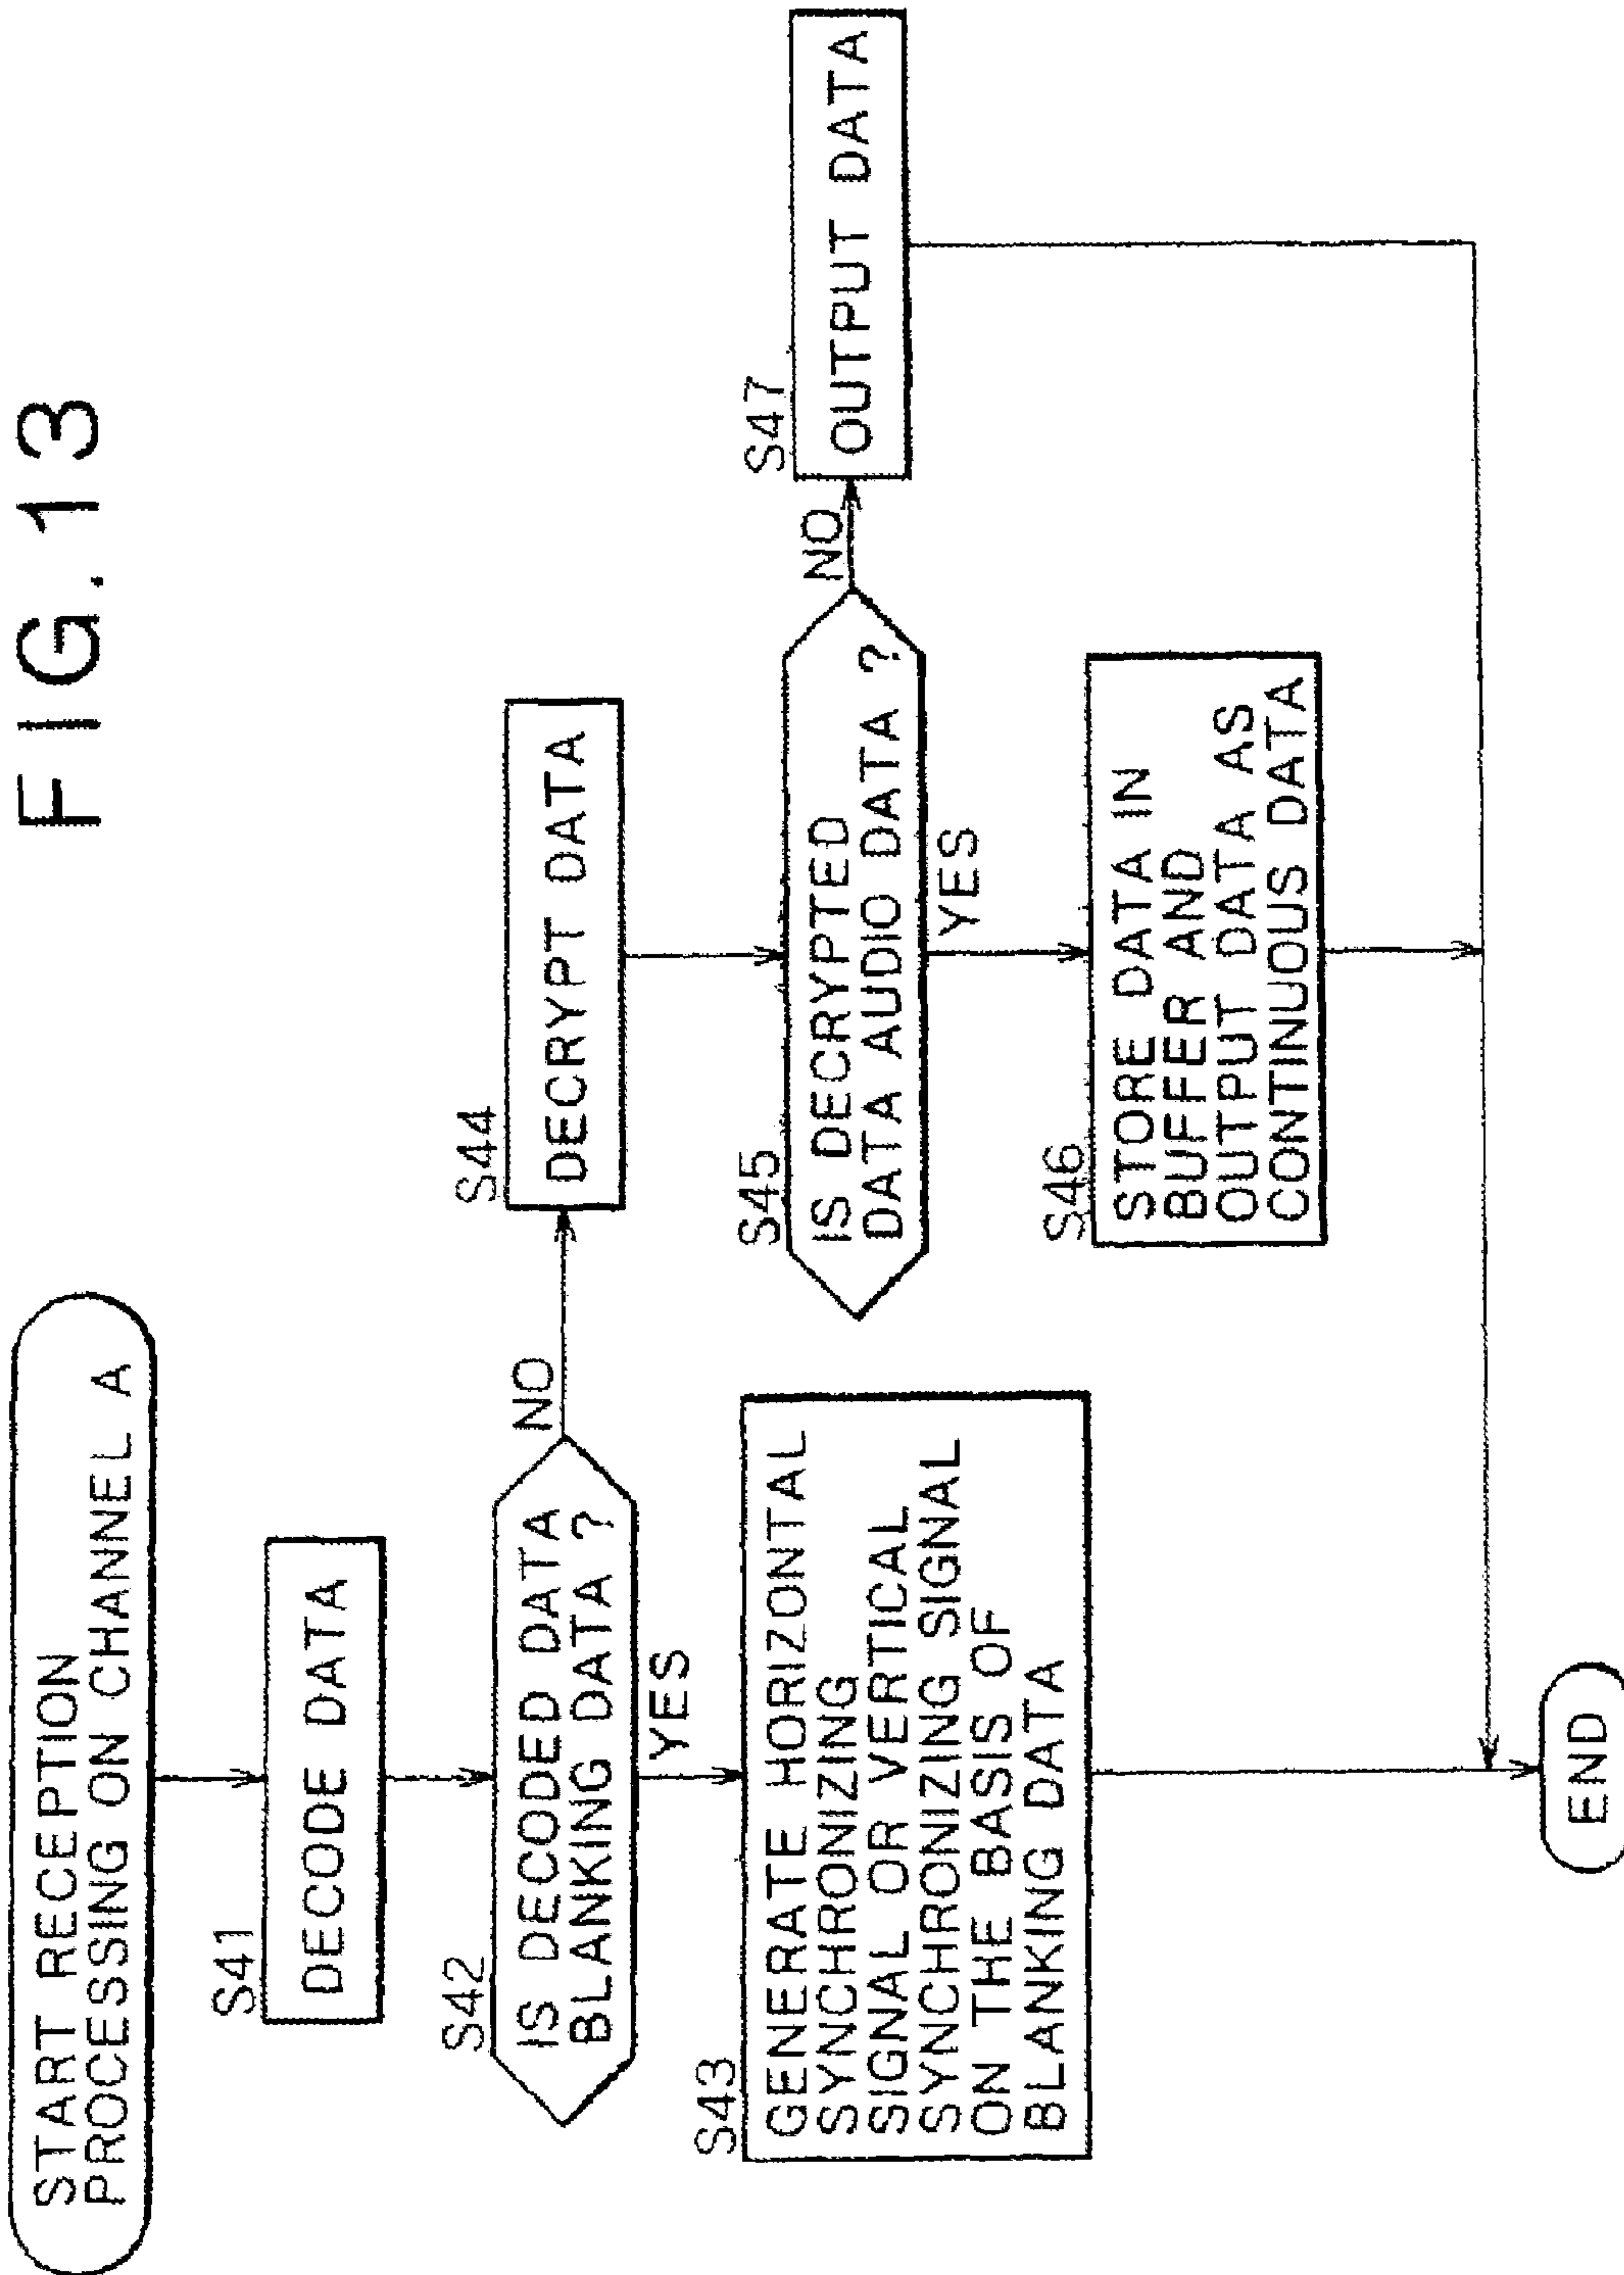 FIG.13
START RECEPTION
PROCESSING ON CHANNEL A
S41
DECODE DATA
S42
IS DECODED DATA
BLANKING DATA ?
NO
YES
S43
GENERATE HORIZONTAL
SYNCHRONIZING
SIGNAL OR VERTICAL
SYNCHRONIZING SIGNAL
ON THE BASIS OF
BLANKING DATA
S44
DECRYPT DATA
S45
IS DECRYPTED
DATA AUDIO DATA ?
NO
YES
S46
STORE DATA IN
BUFFER AND
OUTPUT DATA AS
CONTINUOUS DATA
S47
OUTPUT DATA
END